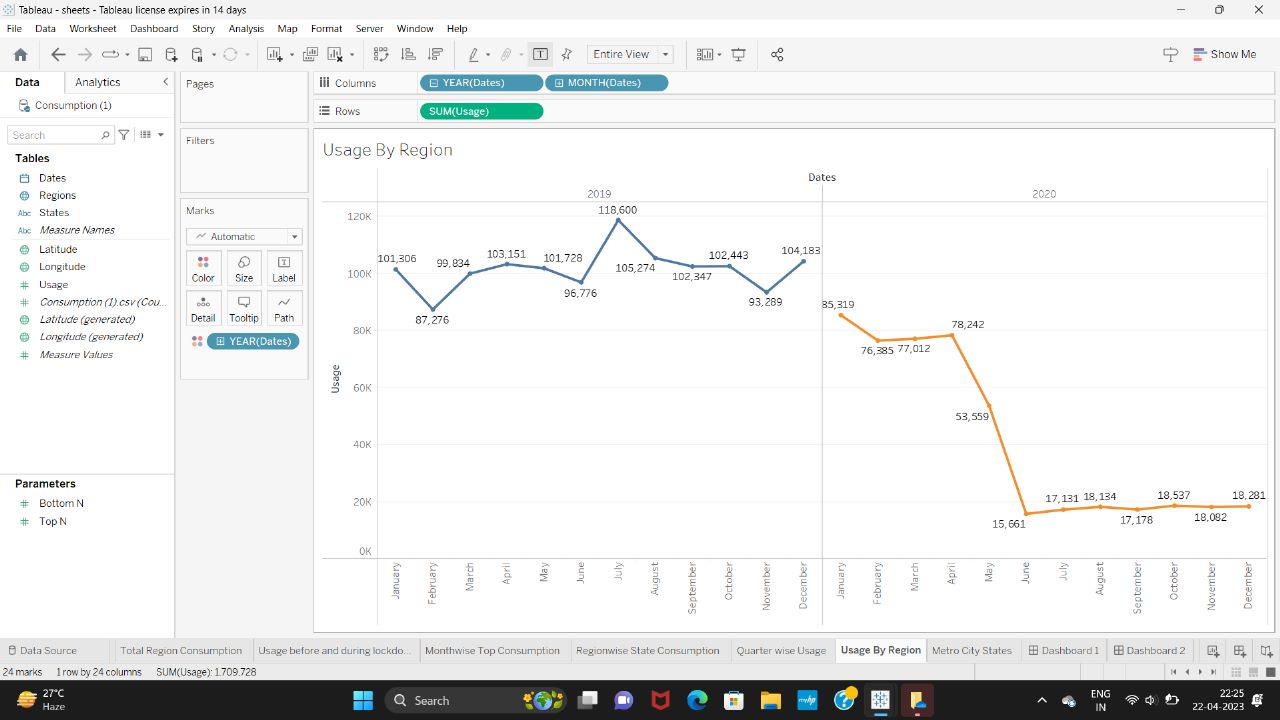 Tableau - sheets - Tableau license expires in 14 days
File Data Worksheet Dashboard Story Analysis Map Format Server Window Help
Entire View
Show Me
Data Analytics
Consumption (1)
Search
Tables
Dates
Regions
Abc States
Abc Measure Names
Latitude
Longitude
Usage
Consumption (1).csv (Cou...
Latitude (generated)
Longitude (generated)
Measure Values
Parameters
Bottom N
Top N
Pages
Filters
Marks
Automatic
Color Size Label
Detail Tooltip Path
YEAR(Dates)
Columns YEAR(Dates) MONTH(Dates)
Rows SUM(Usage)
Usage By Region
Dates
2019 2020
Usage
120K
100K
80K
60K
40K
20K
0K
101,306
87,276
99,834
103,151
101,728
96,776
118,600
105,274
102,347
102,443
93,289
104,183
85,319
76,385
77,012
78,242
53,559
15,661
17,131
18,134
17,178
18,537
18,082
18,281
January
February
March
April
May
June
July
August
September
October
November
December
January
February
March
April
May
June
July
August
September
October
November
December
Data Source Total Region Consumption Usage before and during lockdo... Monthwise Top Consumption Regionwise State Consumption Quarter wise Usage Usage By Region Metro City States Dashboard 1 Dashboard 2
24 marks 1 row by 24 columns SUM(Usage): 1.709.728
27°C
Haze
Search
myhp
ENG
IN
22:25
22-04-2023